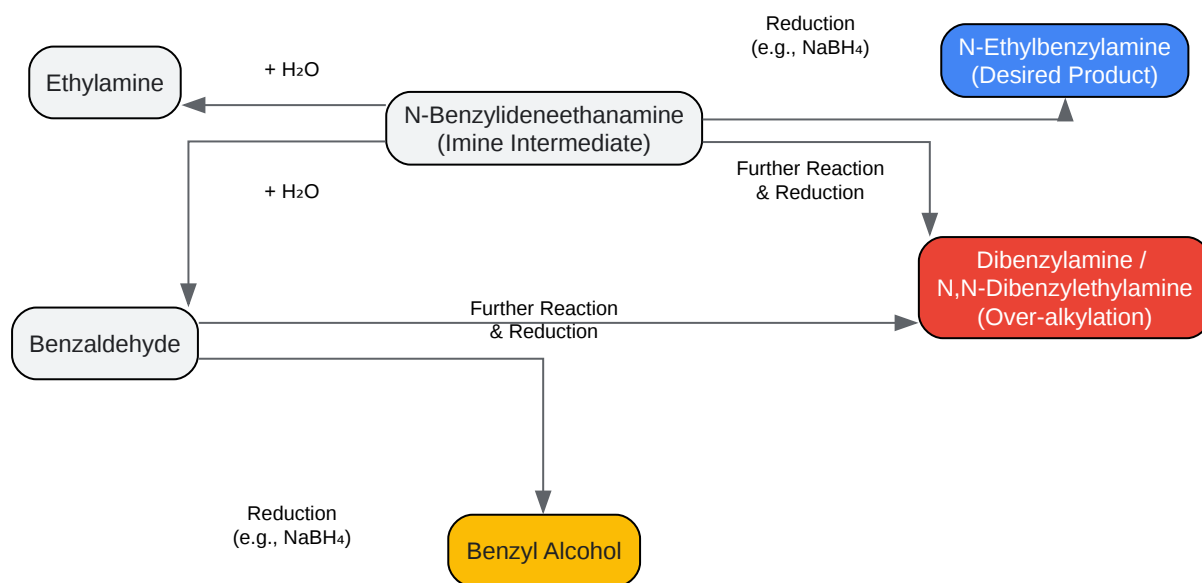 Reduction
(e.g., NaBH₄)
N-Ethylbenzylamine
(Desired Product)
Ethylamine
+ H₂O
N-Benzylideneethanamine
(Imine Intermediate)
Further Reaction
& Reduction
+ H₂O
Dibenzylamine /
N,N-Dibenzylethylamine
(Over-alkylation)
Benzaldehyde
Further Reaction
& Reduction
Reduction
(e.g., NaBH₄)
Benzyl Alcohol